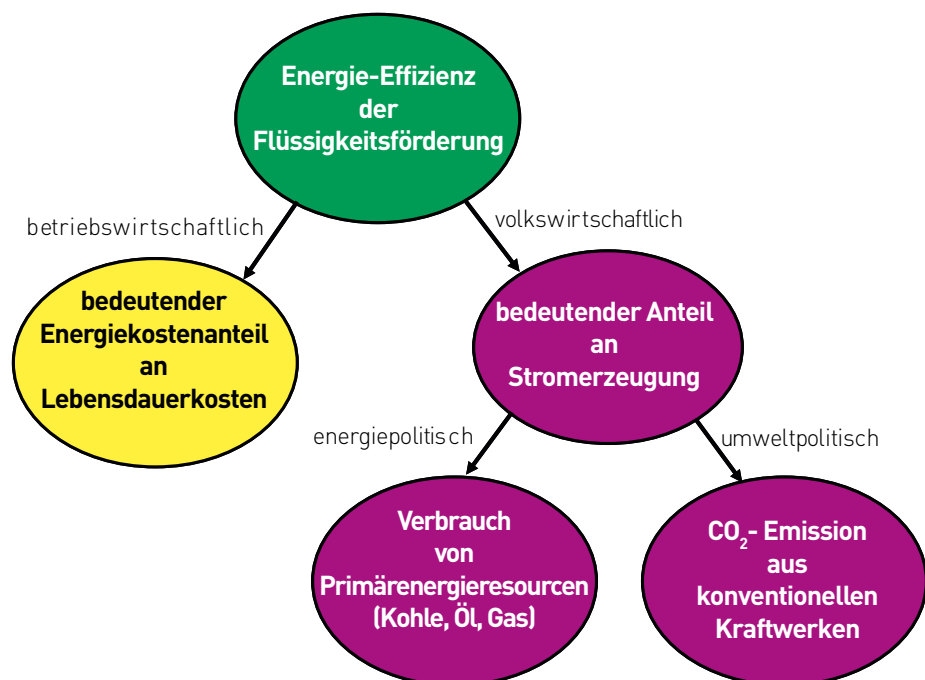 Energie-Effizienz
der
Flüssigkeitsförderung
betriebswirtschaftlich
volkswirtschaftlich
bedeutender
Energiekostenanteil
an
Lebensdauerkosten
bedeutender Anteil
an
Stromerzeugung
energiepolitisch
umweltpolitisch
Verbrauch
von
Primärenergieresourcen
(Kohle, Öl, Gas)
CO₂- Emission
aus
konventionellen
Kraftwerken